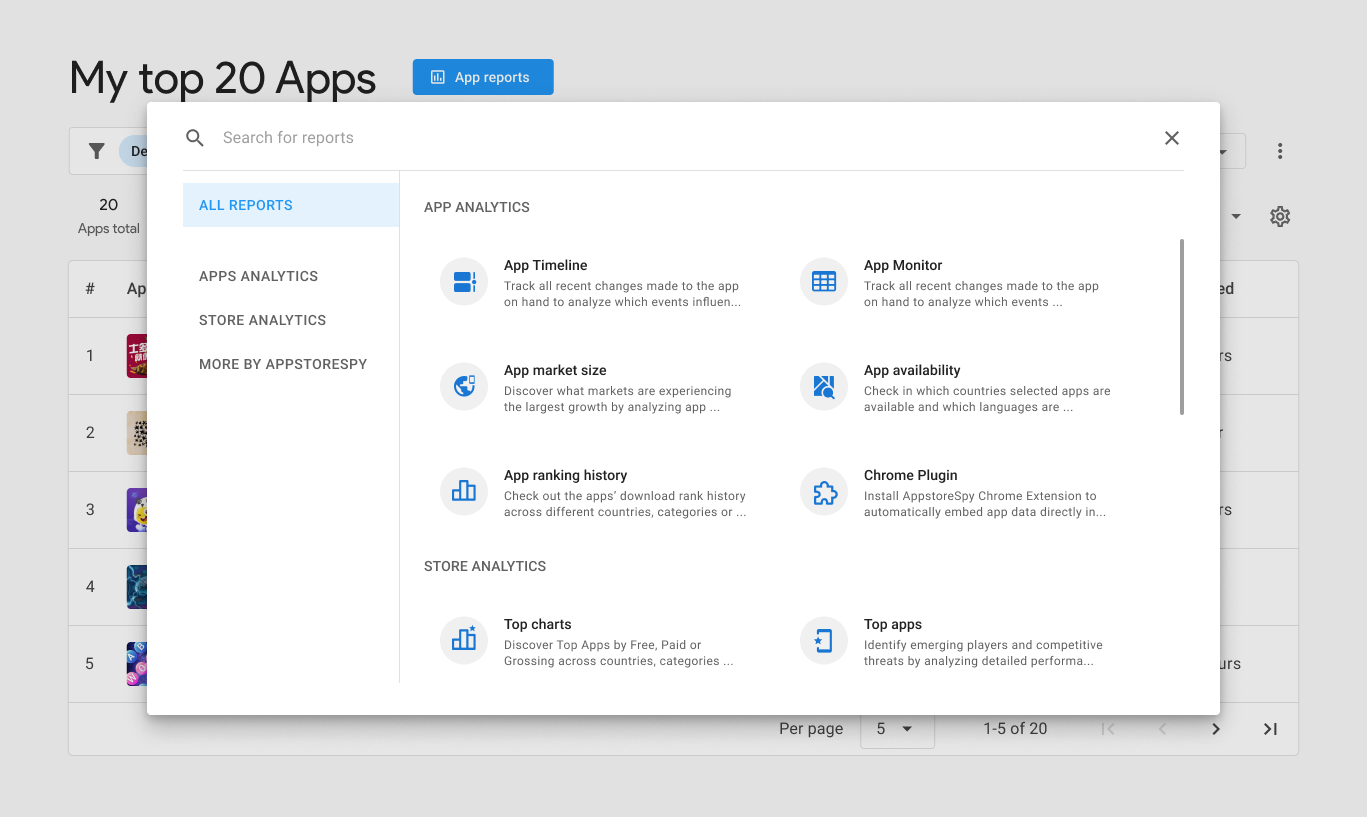 My top 20 Apps
App reports
Search for reports
De
20
Apps total
ALL REPORTS
APPS ANALYTICS
STORE ANALYTICS
MORE BY APPSTORESPY
APP ANALYTICS
App Timeline
Track all recent changes made to the app
on hand to analyze which events influen...
App Monitor
Track all recent changes made to the app
on hand to analyze which events ...
App market size
Discover what markets are experiencing
the largest growth by analyzing app ...
App availability
Check in which countries selected apps are
available and which languages are ...
App ranking history
Check out the apps’ download rank history
across different countries, categories or ...
Chrome Plugin
Install AppstoreSpy Chrome Extension to
automatically embed app data directly in...
STORE ANALYTICS
Top charts
Discover Top Apps by Free, Paid or
Grossing across countries, categories ...
Top apps
Identify emerging players and competitive
threats by analyzing detailed performa...
# Ap ed
1 rs
2 r
3 rs
4
5 urs
Per page 5 1-5 of 20